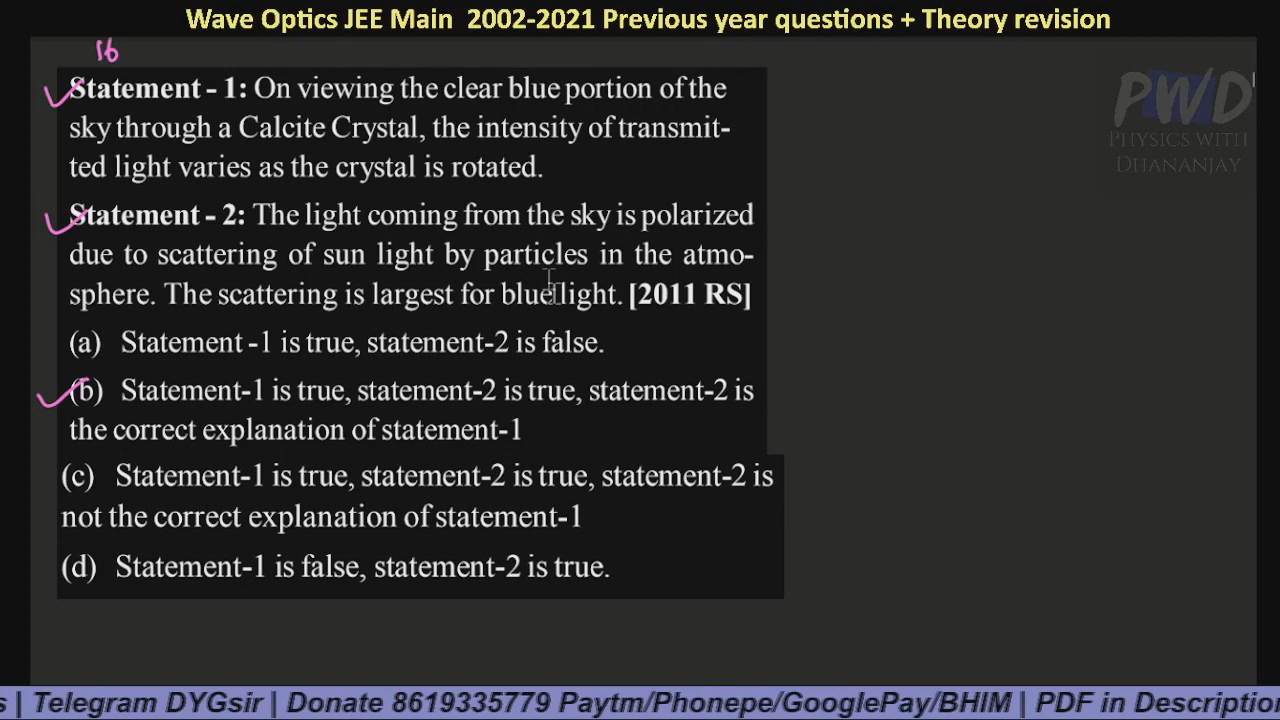 Wave Optics JEE Main 2002-2021 Previous year questions + Theory revision
16
PWD
PHYSICS WITH
DHANANJAY
Statement - 1: On viewing the clear blue portion of the
sky through a Calcite Crystal, the intensity of transmit-
ted light varies as the crystal is rotated.
Statement - 2: The light coming from the sky is polarized
due to scattering of sun light by particles in the atmo-
sphere. The scattering is largest for blue light. [2011 RS]
(a) Statement -1 is true, statement-2 is false.
(b) Statement-1 is true, statement-2 is true, statement-2 is
the correct explanation of statement-1
(c) Statement-1 is true, statement-2 is true, statement-2 is
not the correct explanation of statement-1
(d) Statement-1 is false, statement-2 is true.
s | Telegram DYGsir | Donate 8619335779 Paytm/Phonepe/GooglePay/BHIM | PDF in Description